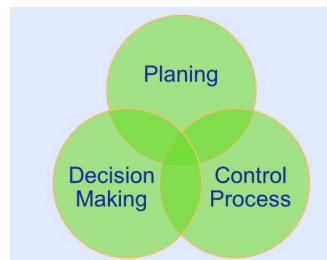 Planing
Decision
Making
Control
Process